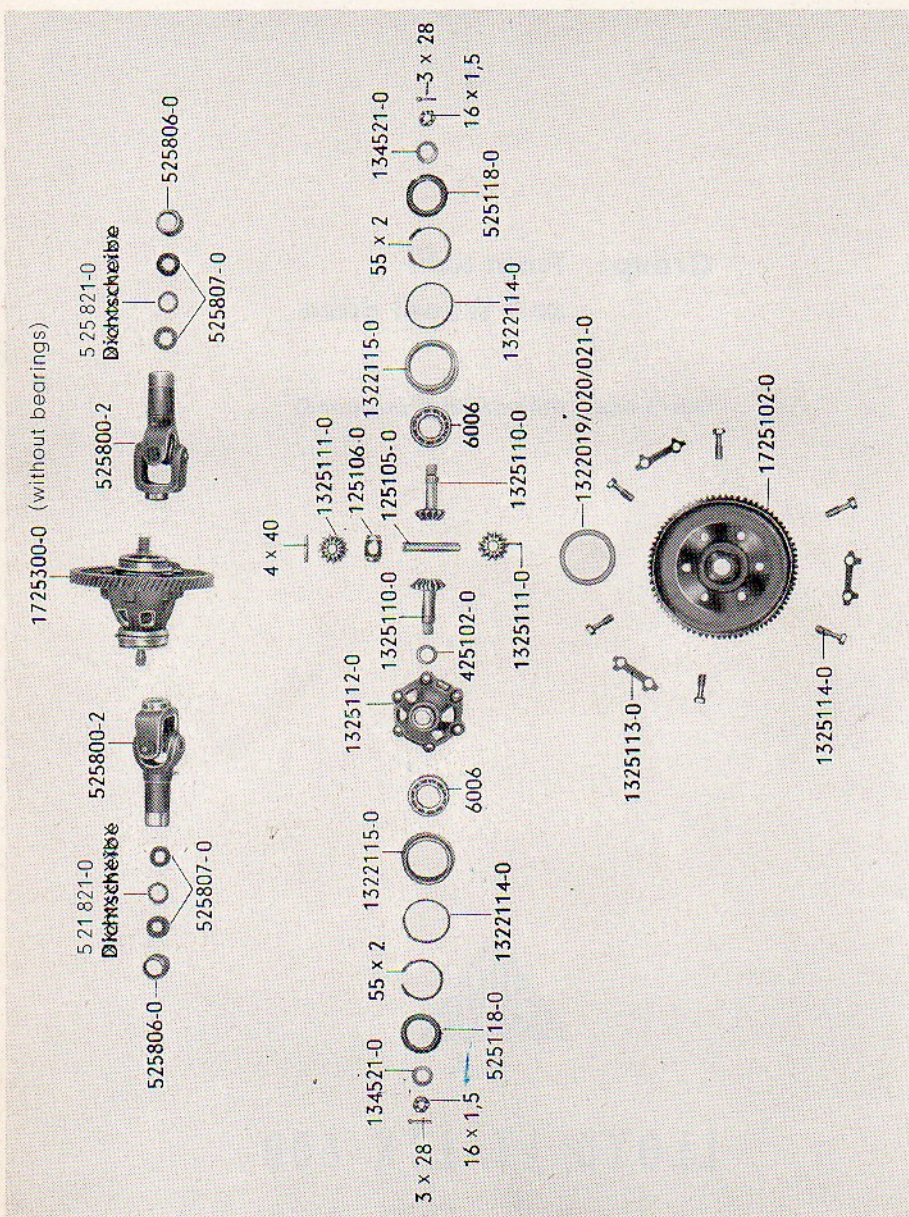 1725300-0 (without bearings)
5 21 821-0
Dichtscheibe
525800-2
525800-2
5 25 821-0
Dichtscheibe
525806-0
525807-0
525807-0
525806-0
4 x 40
1325111-0
125106-0
125105-0
134521-0
55 x 2
1322115-0
1325112-0
1325110-0
1322115-0
55 x 2
134521-0
3 x 28
3 x 28
16 x 1,5
525118-0
1322114-0
6006
425102-0
1325111-0
1325110-0
6006
1322114-0
525118-0
16 x 1,5
1322019/020/021-0
1325113-0
1725102-0
1325114-0